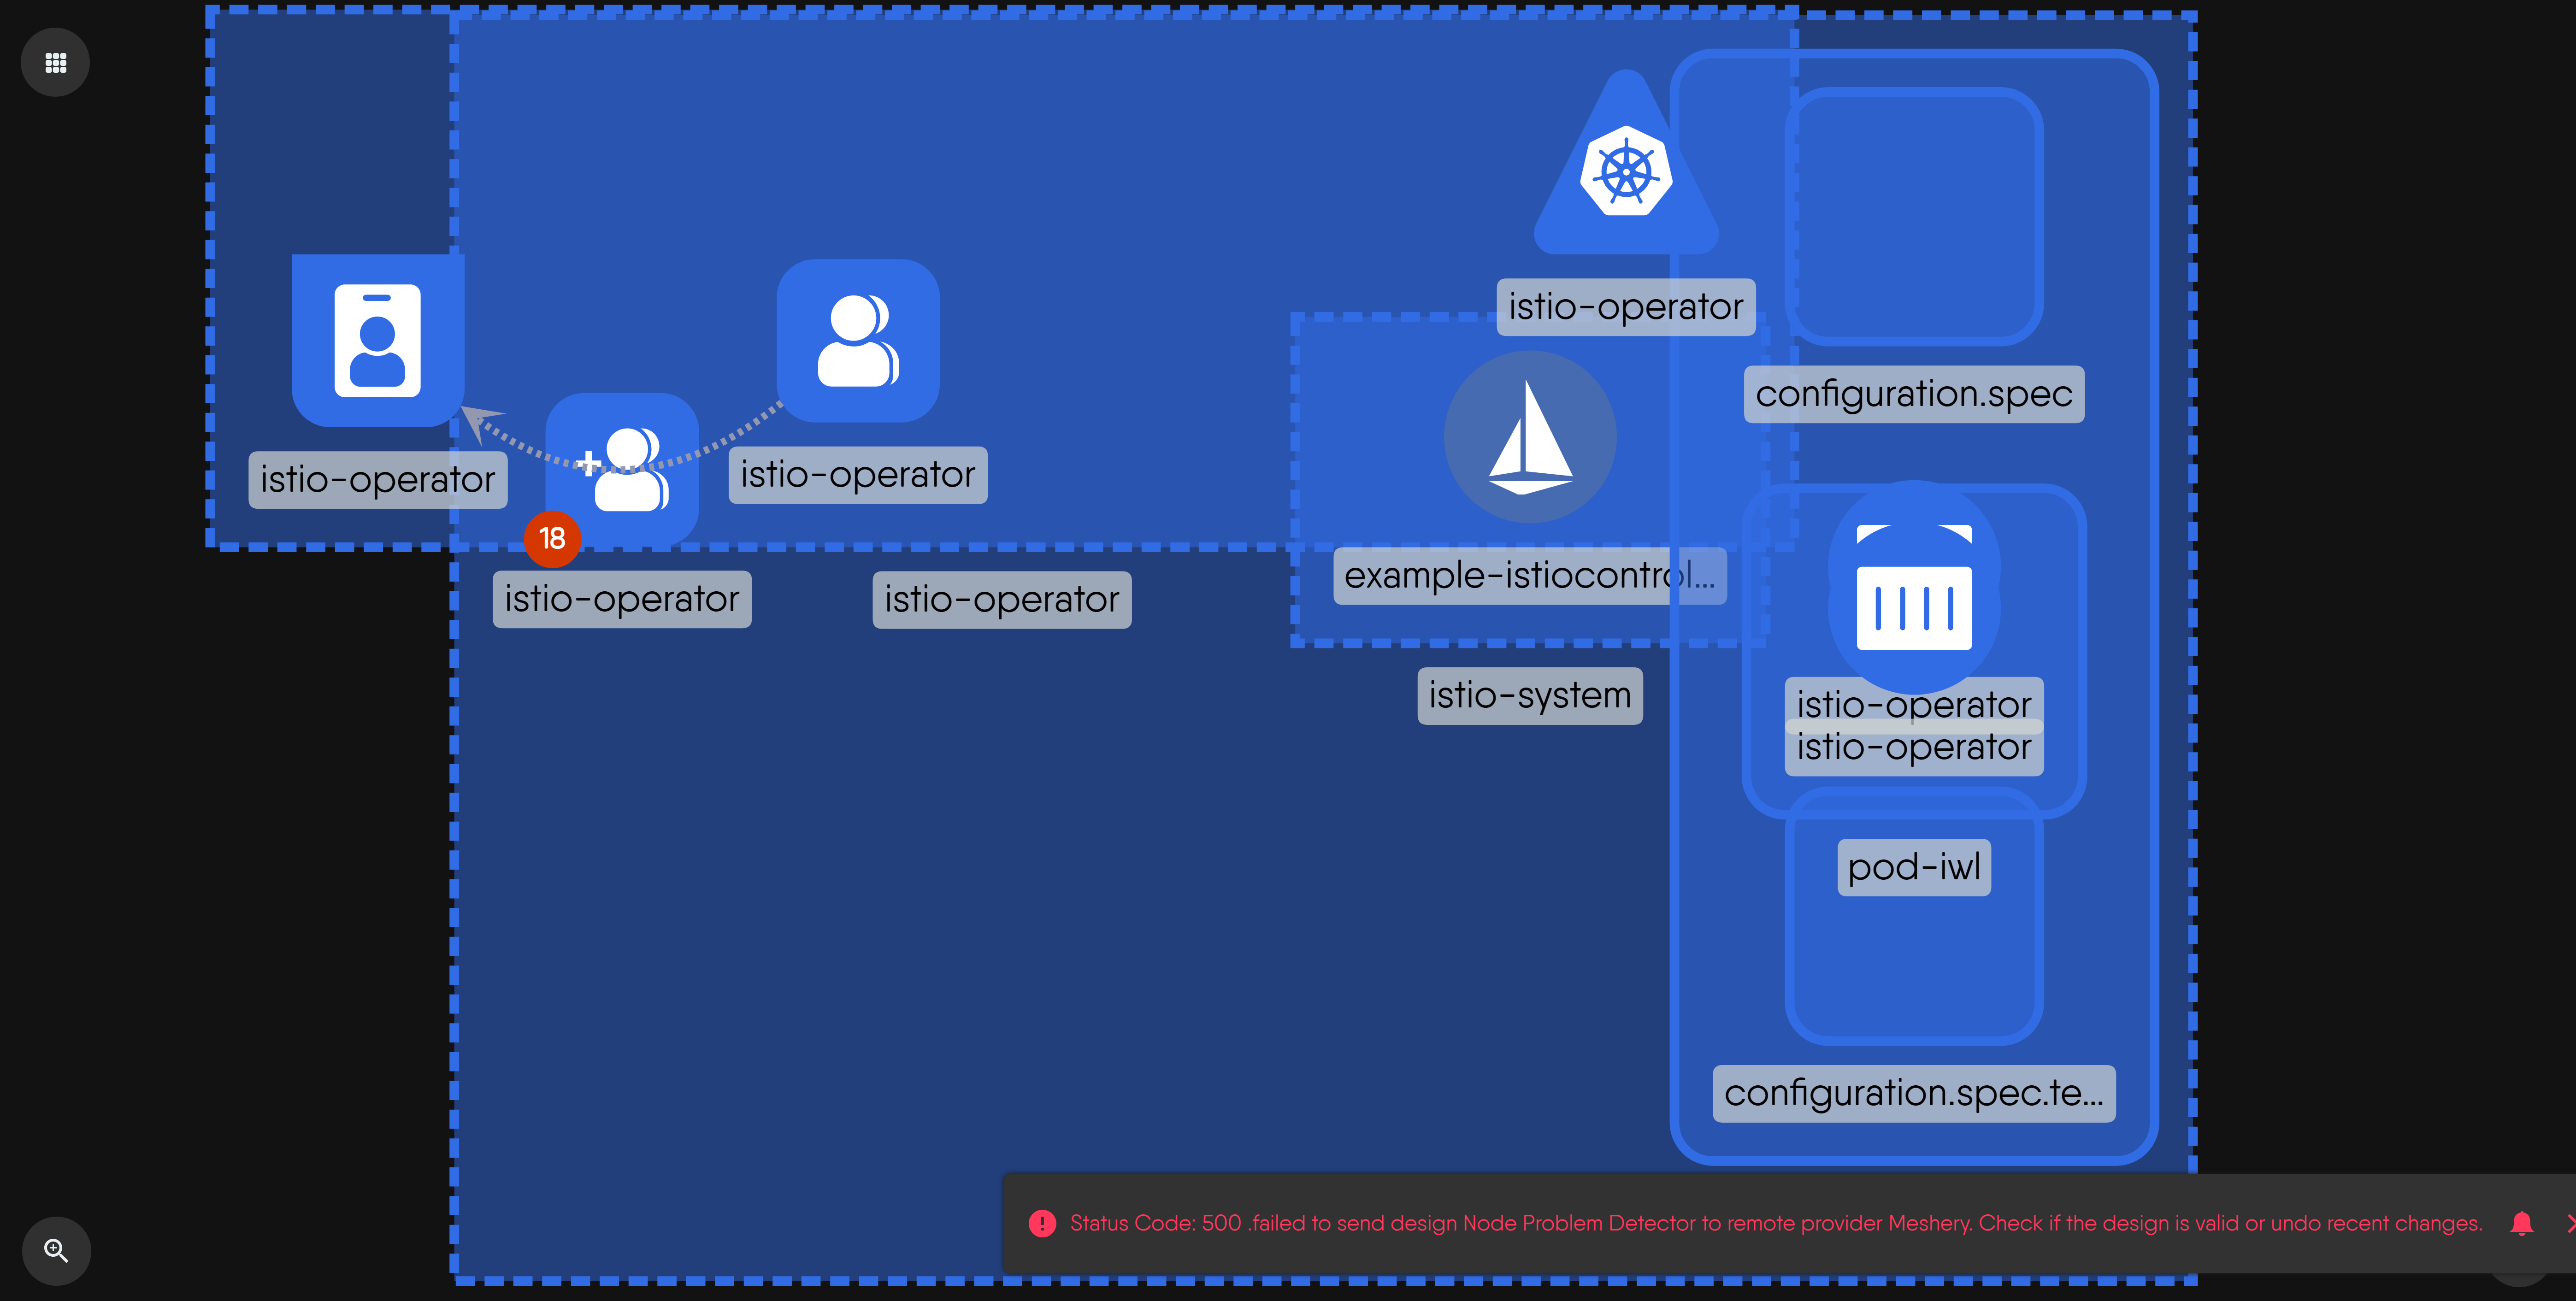 istio-operator
configuration.spec
istio-operator
istio-operator
18
istio-operator
istio-operator
example-istiocontrol...
istio-system
istio-operator
istio-operator
pod-iwl
configuration.spec.te...
Status Code: 500 .failed to send design Node Problem Detector to remote provider Meshery. Check if the design is valid or undo recent changes.